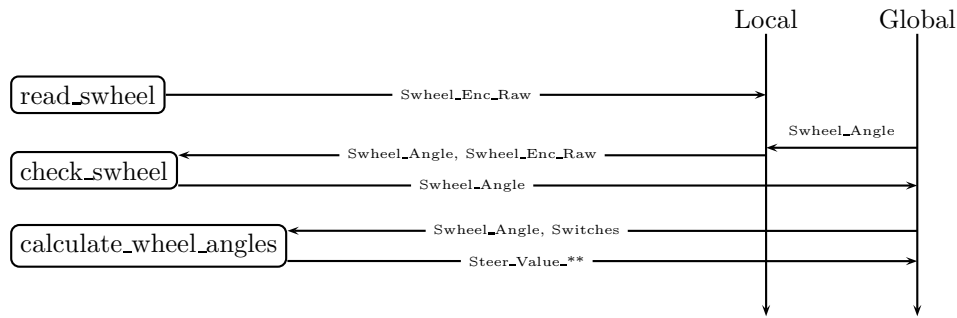 Local Global
read_swheel
Swheel_Enc_Raw
Swheel_Angle
Swheel_Angle, Swheel_Enc_Raw
check_swheel
Swheel_Angle
Swheel_Angle, Switches
calculate_wheel_angles
Steer_Value_**